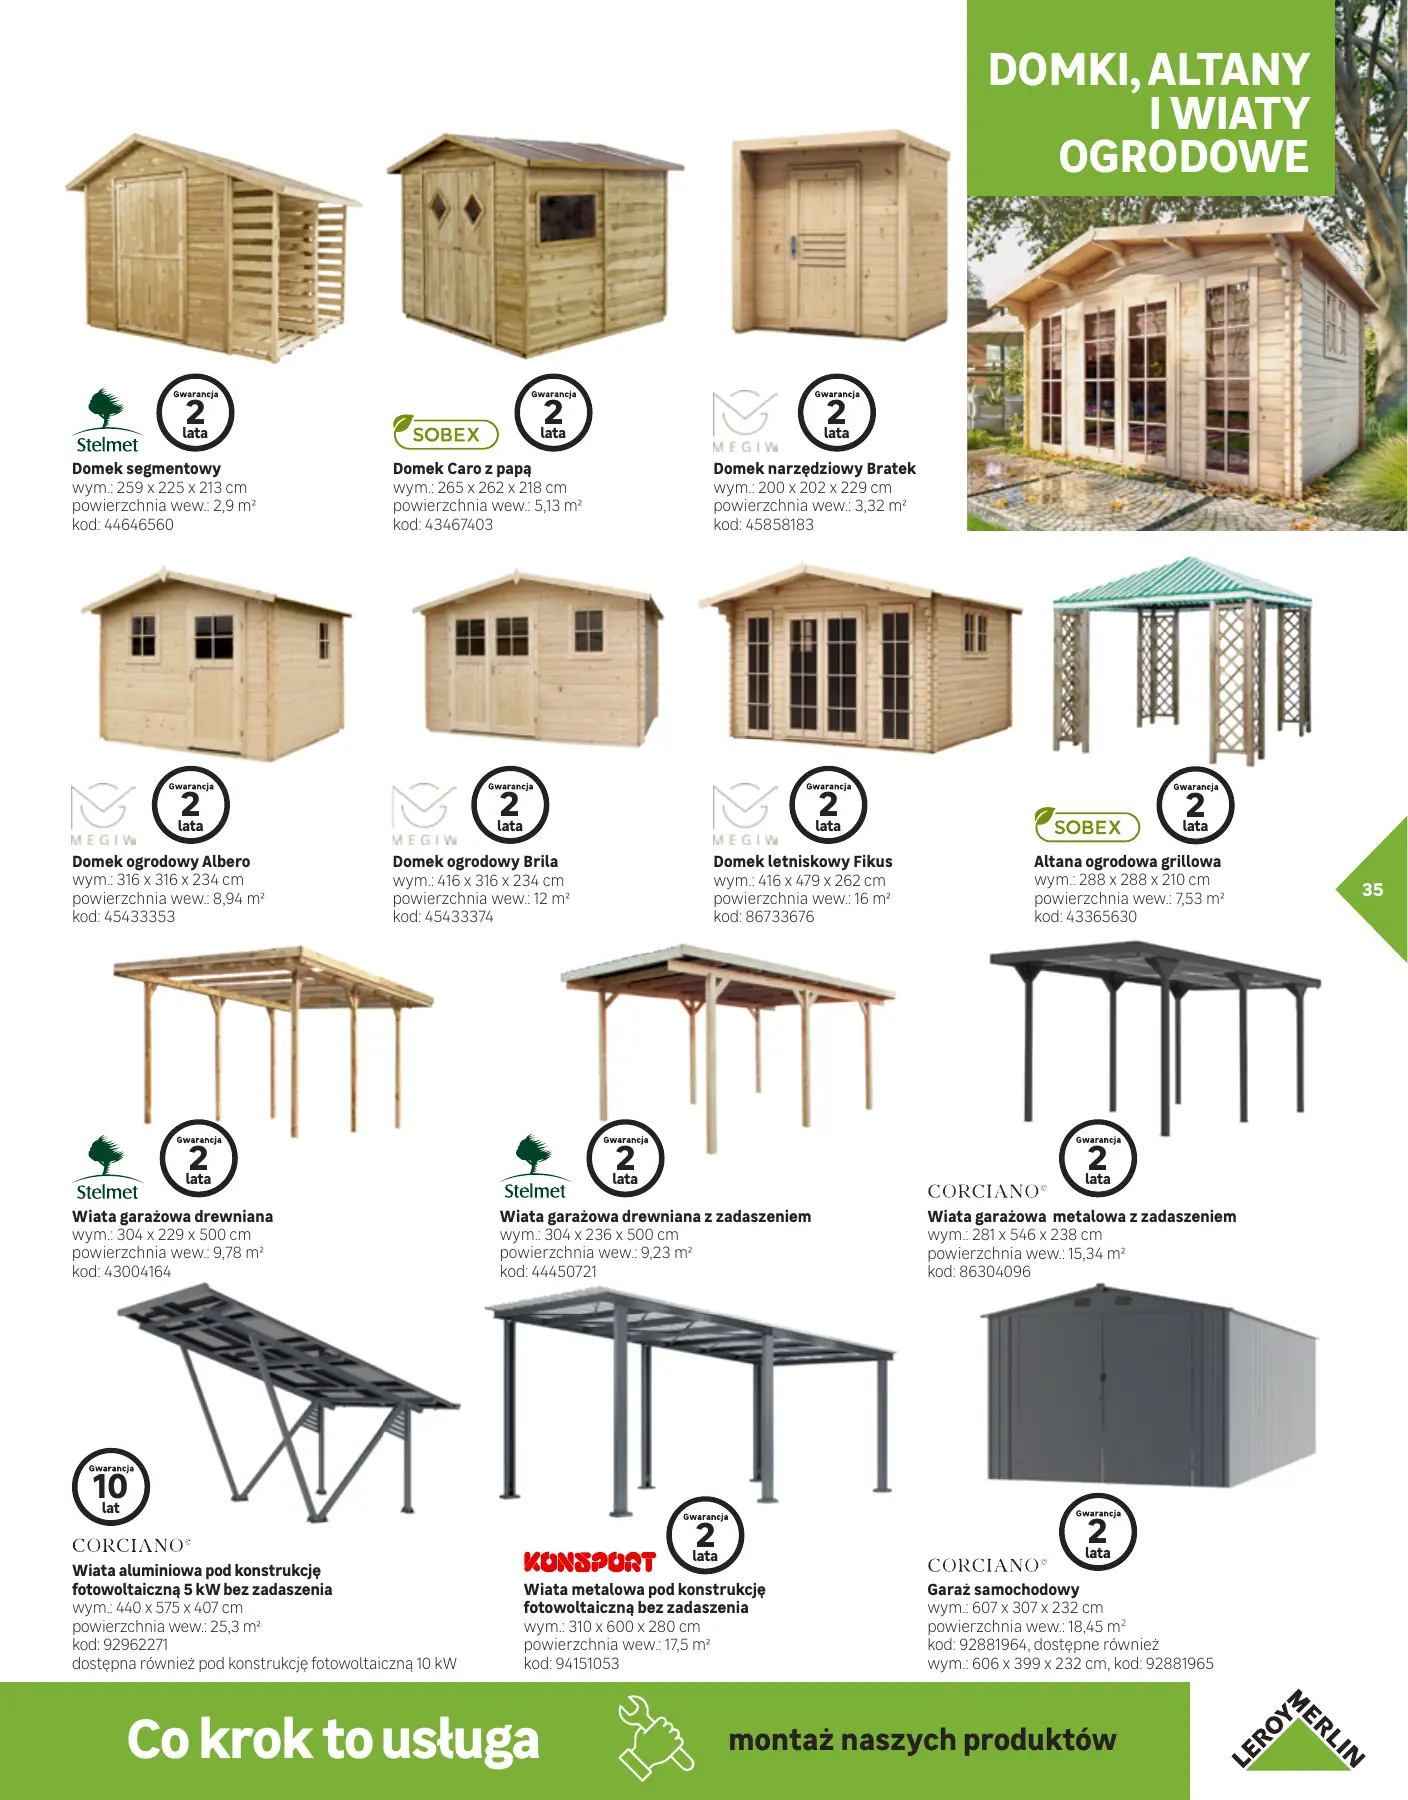 DOMKI, ALTANY
I WIATY
OGRODOWE
Stelmet
Gwarancja
2
lata
Domek segmentowy
wym.: 259 x 225 x 213 cm
powierzchnia wew.: 2,9 m²
kod: 44646560
SOBEX
Gwarancja
2
lata
Domek Caro z papą
wym.: 265 x 262 x 218 cm
powierzchnia wew.: 5,13 m²
kod: 43467403
MEGIW
Gwarancja
2
lata
Domek narzędziowy Bratek
wym.: 200 x 202 x 229 cm
powierzchnia wew.: 3,32 m²
kod: 45858183
MEGIW
Gwarancja
2
lata
Domek ogrodowy Albero
wym.: 316 x 316 x 234 cm
powierzchnia wew.: 8,94 m²
kod: 45433353
MEGIW
Gwarancja
2
lata
Domek ogrodowy Brila
wym.: 416 x 316 x 234 cm
powierzchnia wew.: 12 m²
kod: 45433374
MEGIW
Gwarancja
2
lata
Domek letniskowy Fikus
wym.: 416 x 479 x 262 cm
powierzchnia wew.: 16 m²
kod: 86733676
SOBEX
Gwarancja
2
lata
Altana ogrodowa grillowa
wym.: 288 x 288 x 210 cm
powierzchnia wew.: 7,53 m²
kod: 43365630
35
Stelmet
Gwarancja
2
lata
Wiata garażowa drewniana
wym.: 304 x 229 x 500 cm
powierzchnia wew.: 9,78 m²
kod: 43004164
Stelmet
Gwarancja
2
lata
Wiata garażowa drewniana z zadaszeniem
wym.: 304 x 236 x 500 cm
powierzchnia wew.: 9,23 m²
kod: 44450721
CORCIANO©
Gwarancja
2
lata
Wiata garażowa metalowa z zadaszeniem
wym.: 281 x 546 x 238 cm
powierzchnia wew.: 15,34 m²
kod: 86304096
Gwarancja
10
lat
CORCIANO©
Wiata aluminiowa pod konstrukcję
fotowoltaiczną 5 kW bez zadaszenia
wym.: 440 x 575 x 407 cm
powierzchnia wew.: 25,3 m²
kod: 92962271
dostępna również pod konstrukcję fotowoltaiczną 10 kW
KONSPORT
Gwarancja
2
lata
Wiata metalowa pod konstrukcję
fotowoltaiczną bez zadaszenia
wym.: 310 x 600 x 280 cm
powierzchnia wew.: 17,5 m²
kod: 94151053
CORCIANO©
Gwarancja
2
lata
Garaż samochodowy
wym.: 607 x 307 x 232 cm
powierzchnia wew.: 18,45 m²
kod: 92881964, dostępne również
wym.: 606 x 399 x 232 cm, kod: 92881965
Co krok to usługa
montaż naszych produktów
LEROY MERLIN